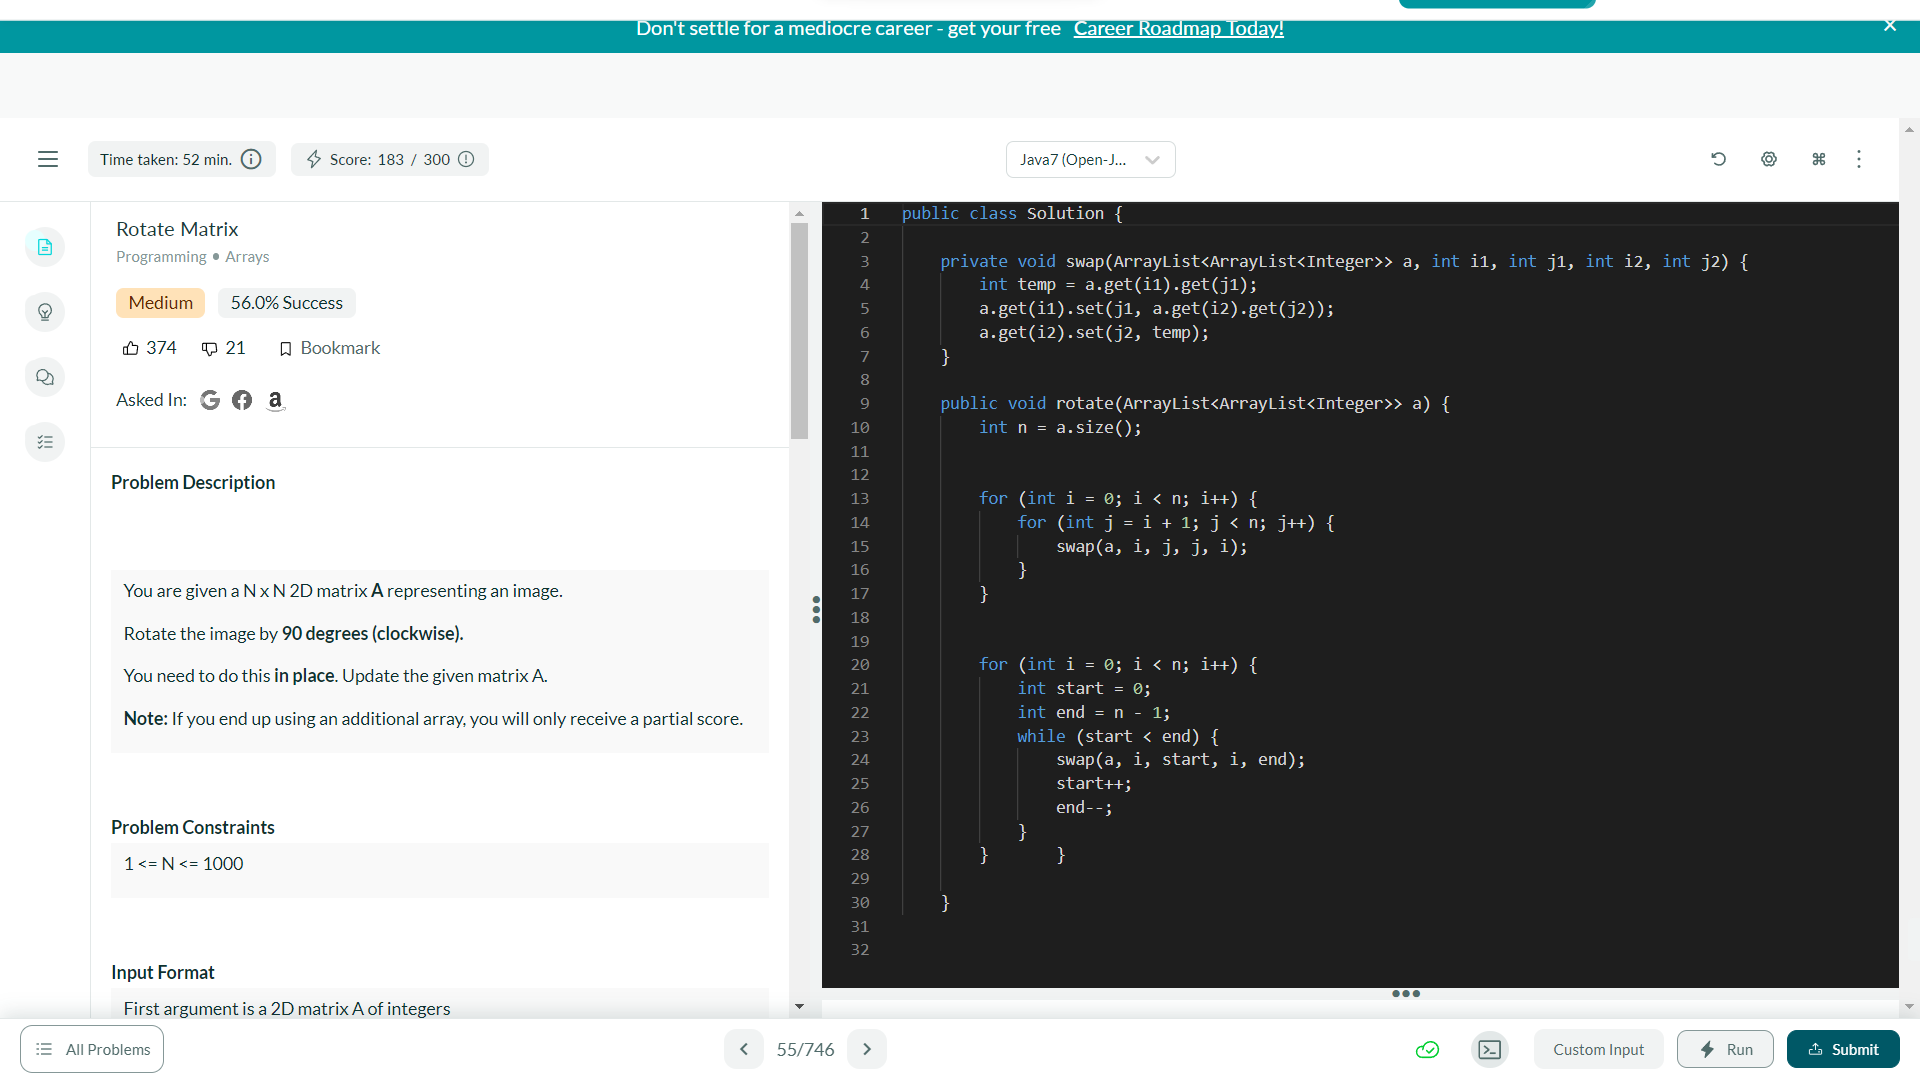 Don't settle for a mediocre career - get your free Career Roadmap Today!
Time taken: 52 min.
Score: 183 / 300
Java7 (Open-J...
Rotate Matrix
Programming • Arrays
Medium
56.0% Success
374
21
Bookmark
Asked In:
Problem Description
You are given a N x N 2D matrix A representing an image.
Rotate the image by 90 degrees (clockwise).
You need to do this in place. Update the given matrix A.
Note: If you end up using an additional array, you will only receive a partial score.
Problem Constraints
1 <= N <= 1000
Input Format
First argument is a 2D matrix A of integers
1 public class Solution {
2
3 private void swap(ArrayList<ArrayList<Integer>> a, int i1, int j1, int i2, int j2) {
4 int temp = a.get(i1).get(j1);
5 a.get(i1).set(j1, a.get(i2).get(j2));
6 a.get(i2).set(j2, temp);
7 }
8
9 public void rotate(ArrayList<ArrayList<Integer>> a) {
10 int n = a.size();
11
12
13 for (int i = 0; i < n; i++) {
14 for (int j = i + 1; j < n; j++) {
15 swap(a, i, j, j, i);
16 }
17 }
18
19
20 for (int i = 0; i < n; i++) {
21 int start = 0;
22 int end = n - 1;
23 while (start < end) {
24 swap(a, i, start, i, end);
25 start++;
26 end--;
27 }
28 } }
29
30 }
31
32
All Problems
55/746
Custom Input
Run
Submit